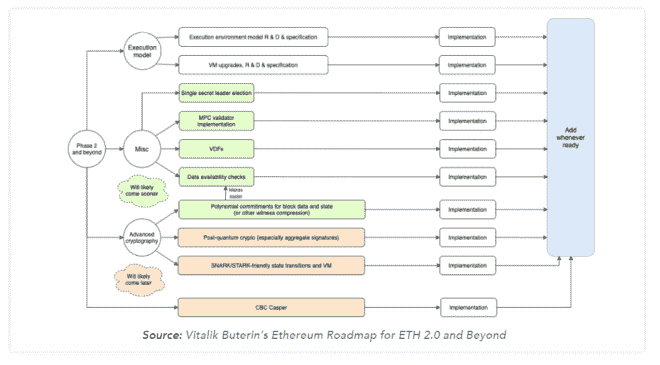 Execution environment model R & D & specification
Implementation
Execution
model
VM upgrades, R & D & specification
Implementation
Single secret leader election
Implementation
MPC validator
implementation
Implementation
Phase 2
and beyond
Misc
VDFs
Implementation
Add
whenever
ready
Data availability checks
Implementation
Will likely
come sooner
Makes
easier
Polynomial commitments for block data and state
(or other witness compression)
Implementation
Advanced
cryptography
Post-quantum crypto (especially aggregate signatures)
Implementation
SNARK/STARK-friendly state transitions and VM
Implementation
Will likely
come later
CBC Casper
Implementation
Source: Vitalik Buterin's Ethereum Roadmap for ETH 2.0 and Beyond